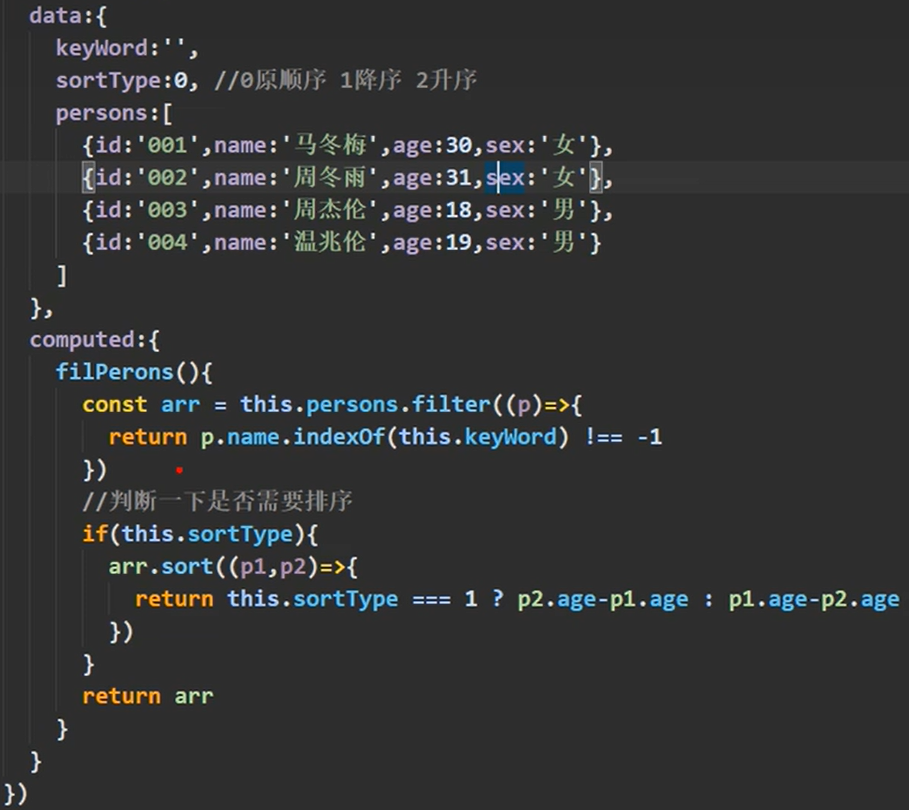 data:{
keyWord:'',
sortType:0, //0原顺序 1降序 2升序
persons:[
{id:'001',name:'马冬梅',age:30,sex:'女'},
{id:'002',name:'周冬雨',age:31,sex:'女'},
{id:'003',name:'周杰伦',age:18,sex:'男'},
{id:'004',name:'温兆伦',age:19,sex:'男'}
]
},
computed:{
filPerons(){
const arr = this.persons.filter((p)=>{
return p.name.indexOf(this.keyWord) !== -1
})
//判断一下是否需要排序
if(this.sortType){
arr.sort((p1,p2)=>{
return this.sortType === 1 ? p2.age-p1.age : p1.age-p2.age
})
}
return arr
}
}
})